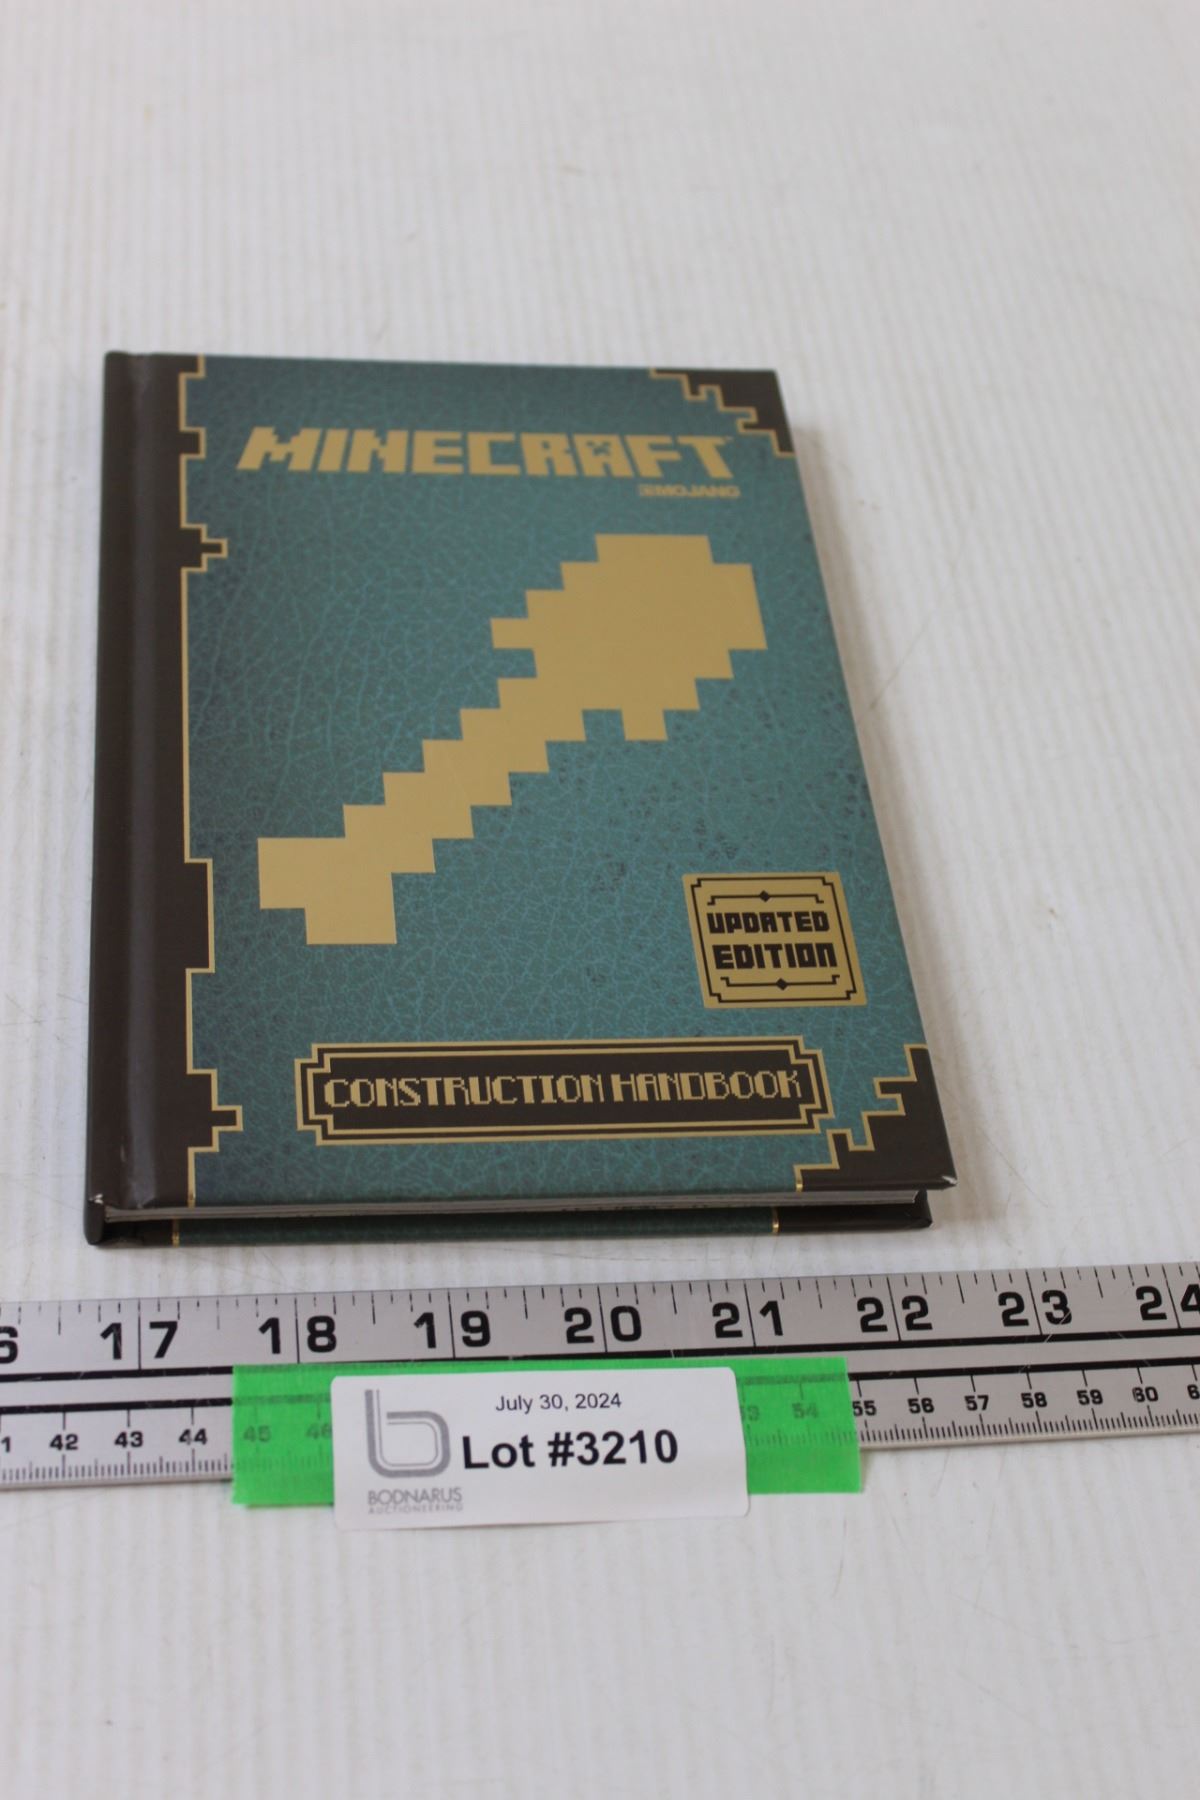 MINECRAFT
MOJANG
UPDATED
EDITION
CONSTRUCTION HANDBOOK
17 18 19 20 21 22 23 24
42 43 44 45 54 55 56 57 58 59 60
July 30, 2024
Lot #3210
BODNARUS
AUCTIONEERING